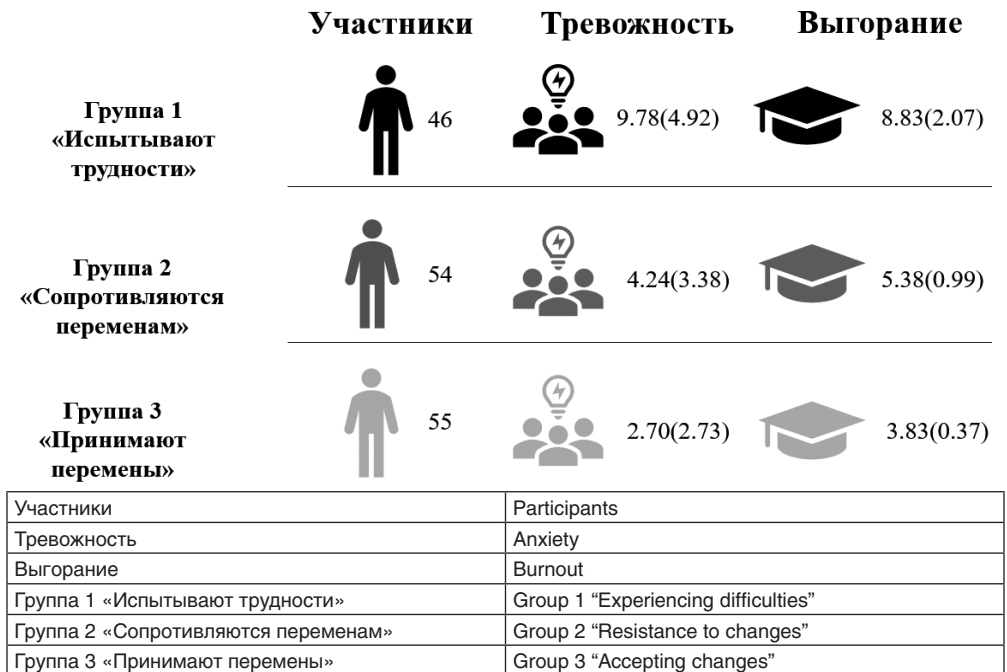 Участники Тревожность Выгорание
Группа 1
«Испытывают
трудности»
46 9.78(4.92) 8.83(2.07)
Группа 2
«Сопротивляются
переменам»
54 4.24(3.38) 5.38(0.99)
Группа 3
«Принимают
перемены»
55 2.70(2.73) 3.83(0.37)
Участники Participants
Тревожность Anxiety
Выгорание Burnout
Группа 1 «Испытывают трудности» Group 1 “Experiencing difficulties”
Группа 2 «Сопротивляются переменам» Group 2 “Resistance to changes”
Группа 3 «Принимают перемены» Group 3 “Accepting changes”